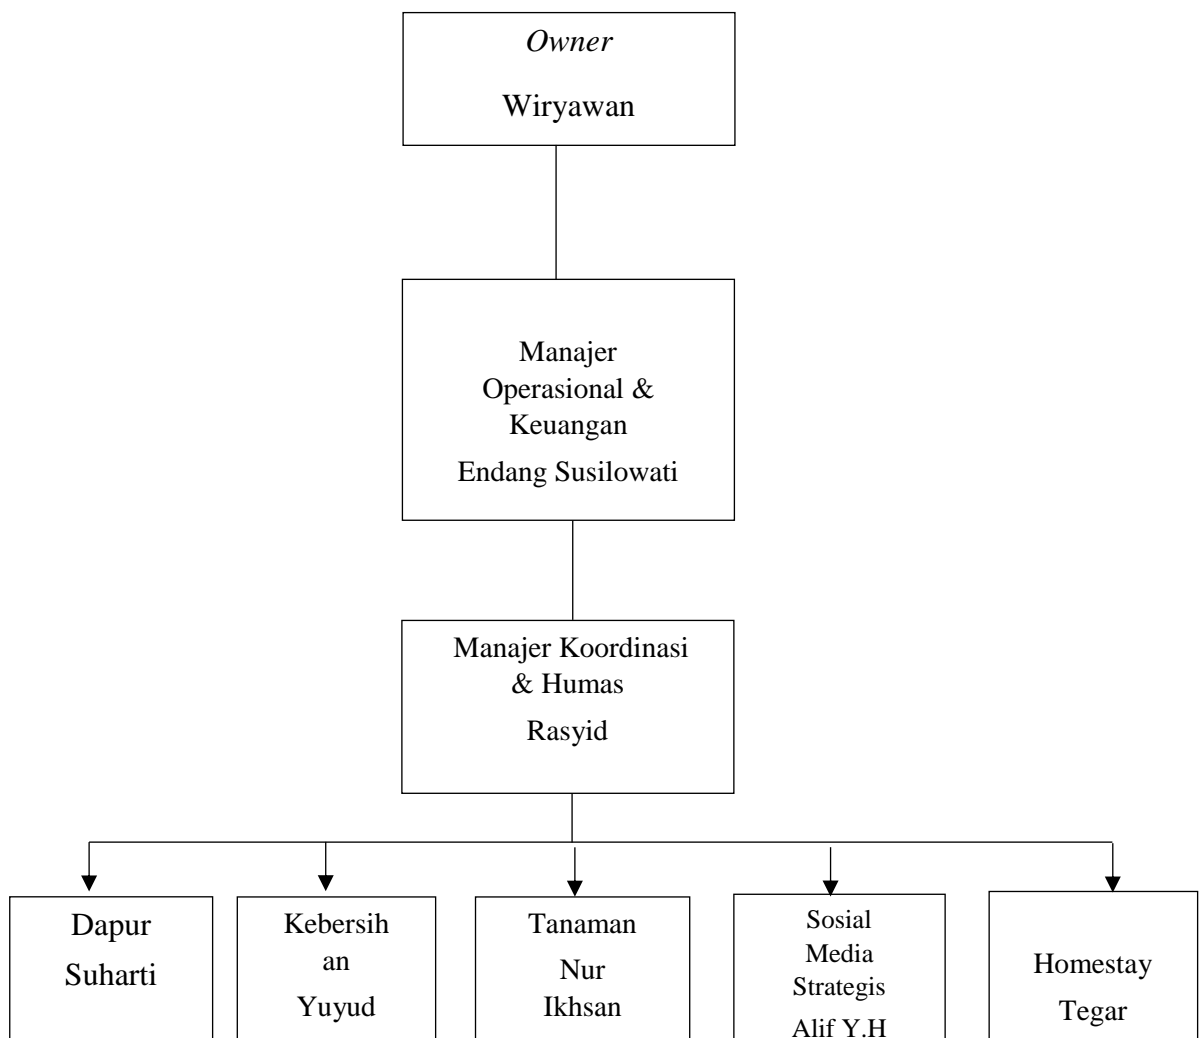 Owner
Wiryawan
Manajer
Operasional &
Keuangan
Endang Susilowati
Manajer Koordinasi
& Humas
Rasyid
Dapur
Suharti
Kebersih
an
Yuyud
Tanaman
Nur
Ikhsan
Sosial
Media
Strategis
Alif Y.H
Homestay
Tegar